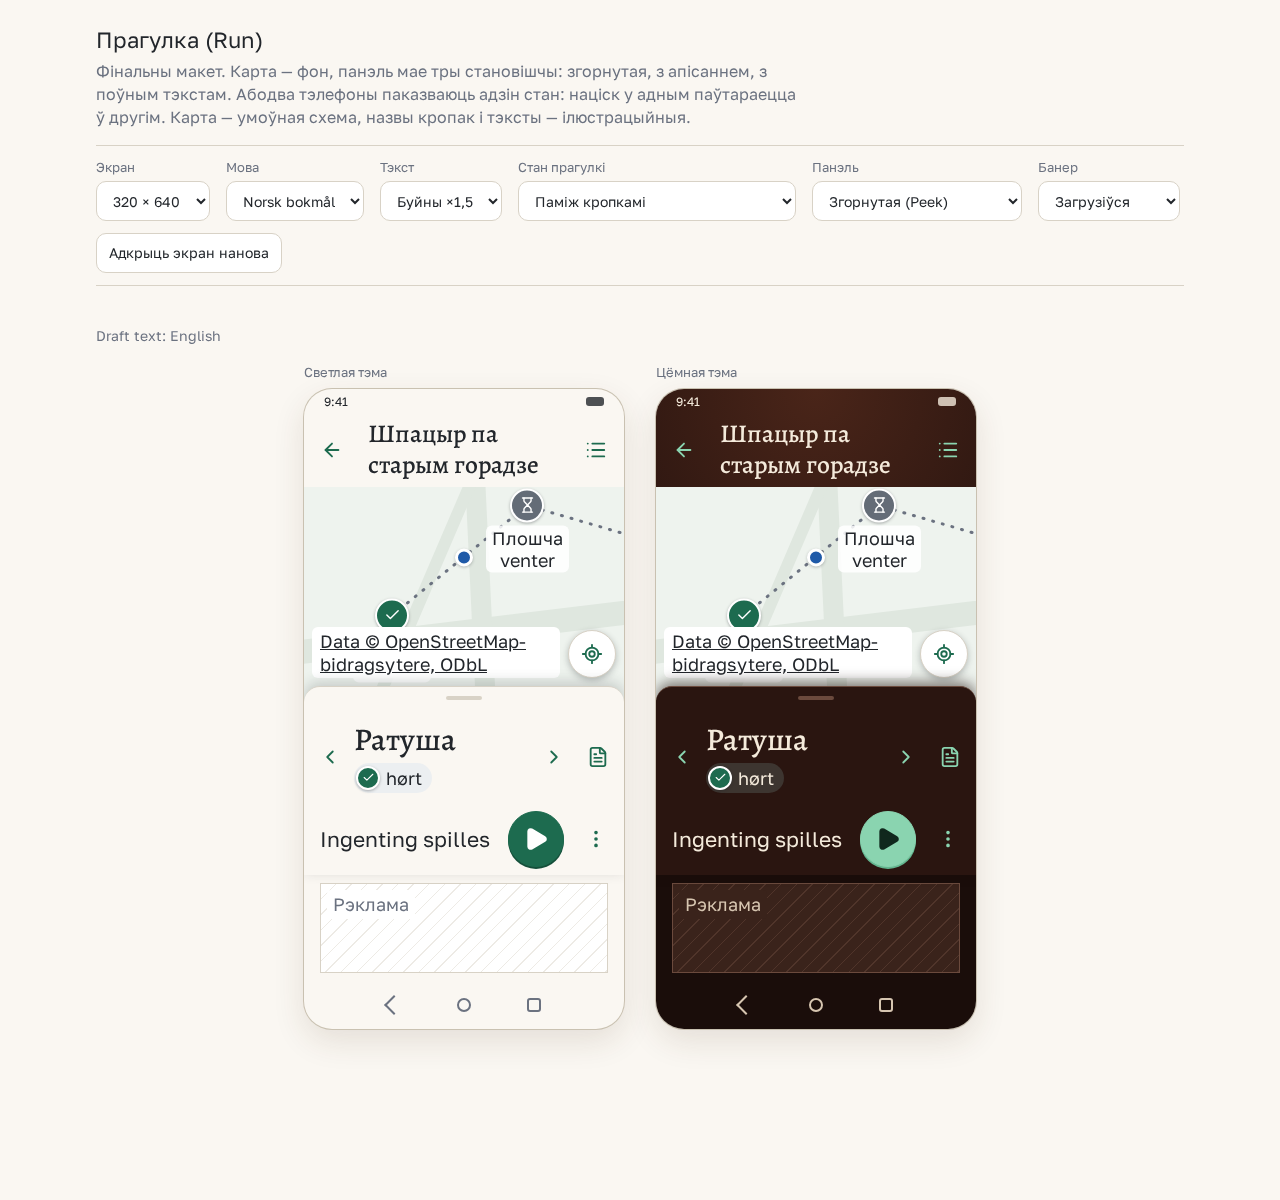 Прагулка (Run)
Фінальны макет. Карта — фон, панэль мае тры становішчы: згорнутая, з апісаннем, з
поўным тэкстам. Абодва тэлефоны паказваюць адзін стан: націск у адным паўтараецца
ў другім. Карта — умоўная схема, назвы кропак і тэксты — ілюстрацыйныя.
Экран
Мова
Тэкст
Стан прагулкі
Панэль
Банер
320 × 640
Norsk bokmål
Буйны ×1,5
Паміж кропкамі
Згорнутая (Peek)
Загрузіўся
Адкрыць экран нанова
Draft text: English
Светлая тэма
9:41
Шпацыр па
старым горадзе
Плошча
venter
Data © OpenStreetMap-
bidragsytere, ODbL
Ратуша
hørt
Ingenting spilles
Рэклама
Цёмная тэма
9:41
Шпацыр па
старым горадзе
Плошча
venter
Data © OpenStreetMap-
bidragsytere, ODbL
Ратуша
hørt
Ingenting spilles
Рэклама